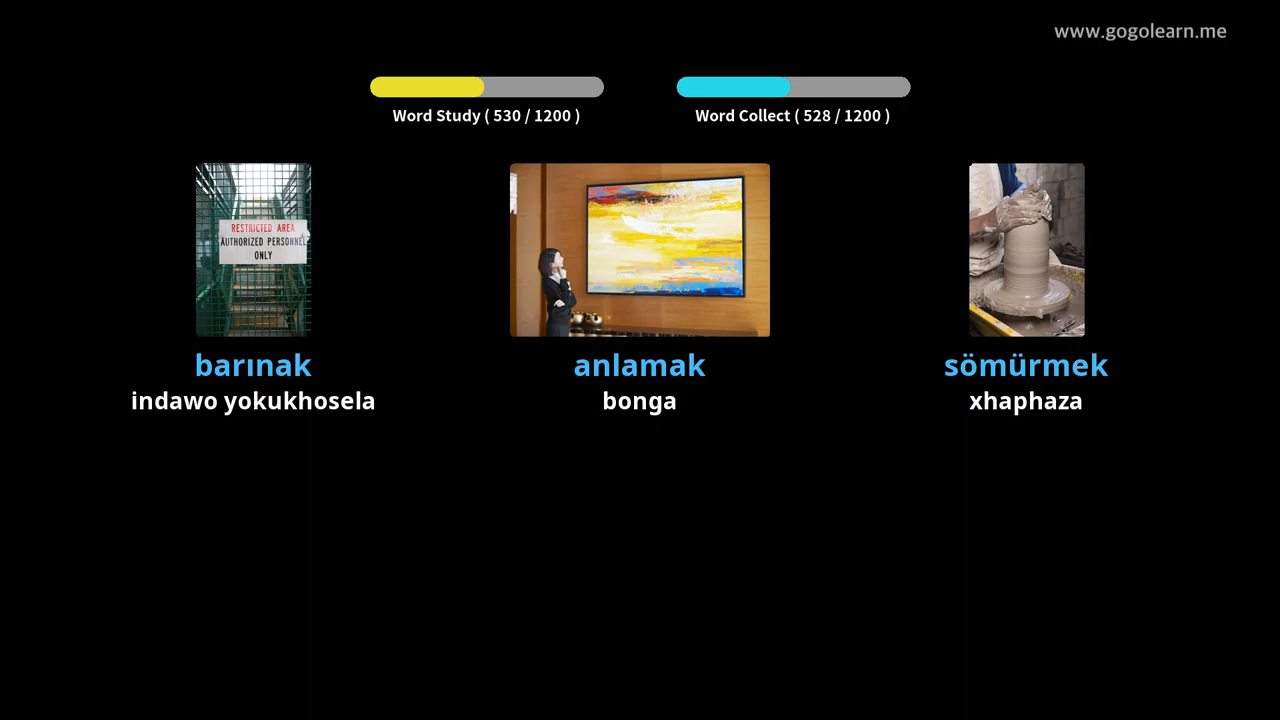 www.gogolearn.me
Word Study ( 530 / 1200 )
Word Collect ( 528 / 1200 )
RESTRICTED AREA
AUTHORIZED PERSONNEL
ONLY
barınak
anlamak
sömürmek
indawo yokukhosela
bonga
xhaphaza